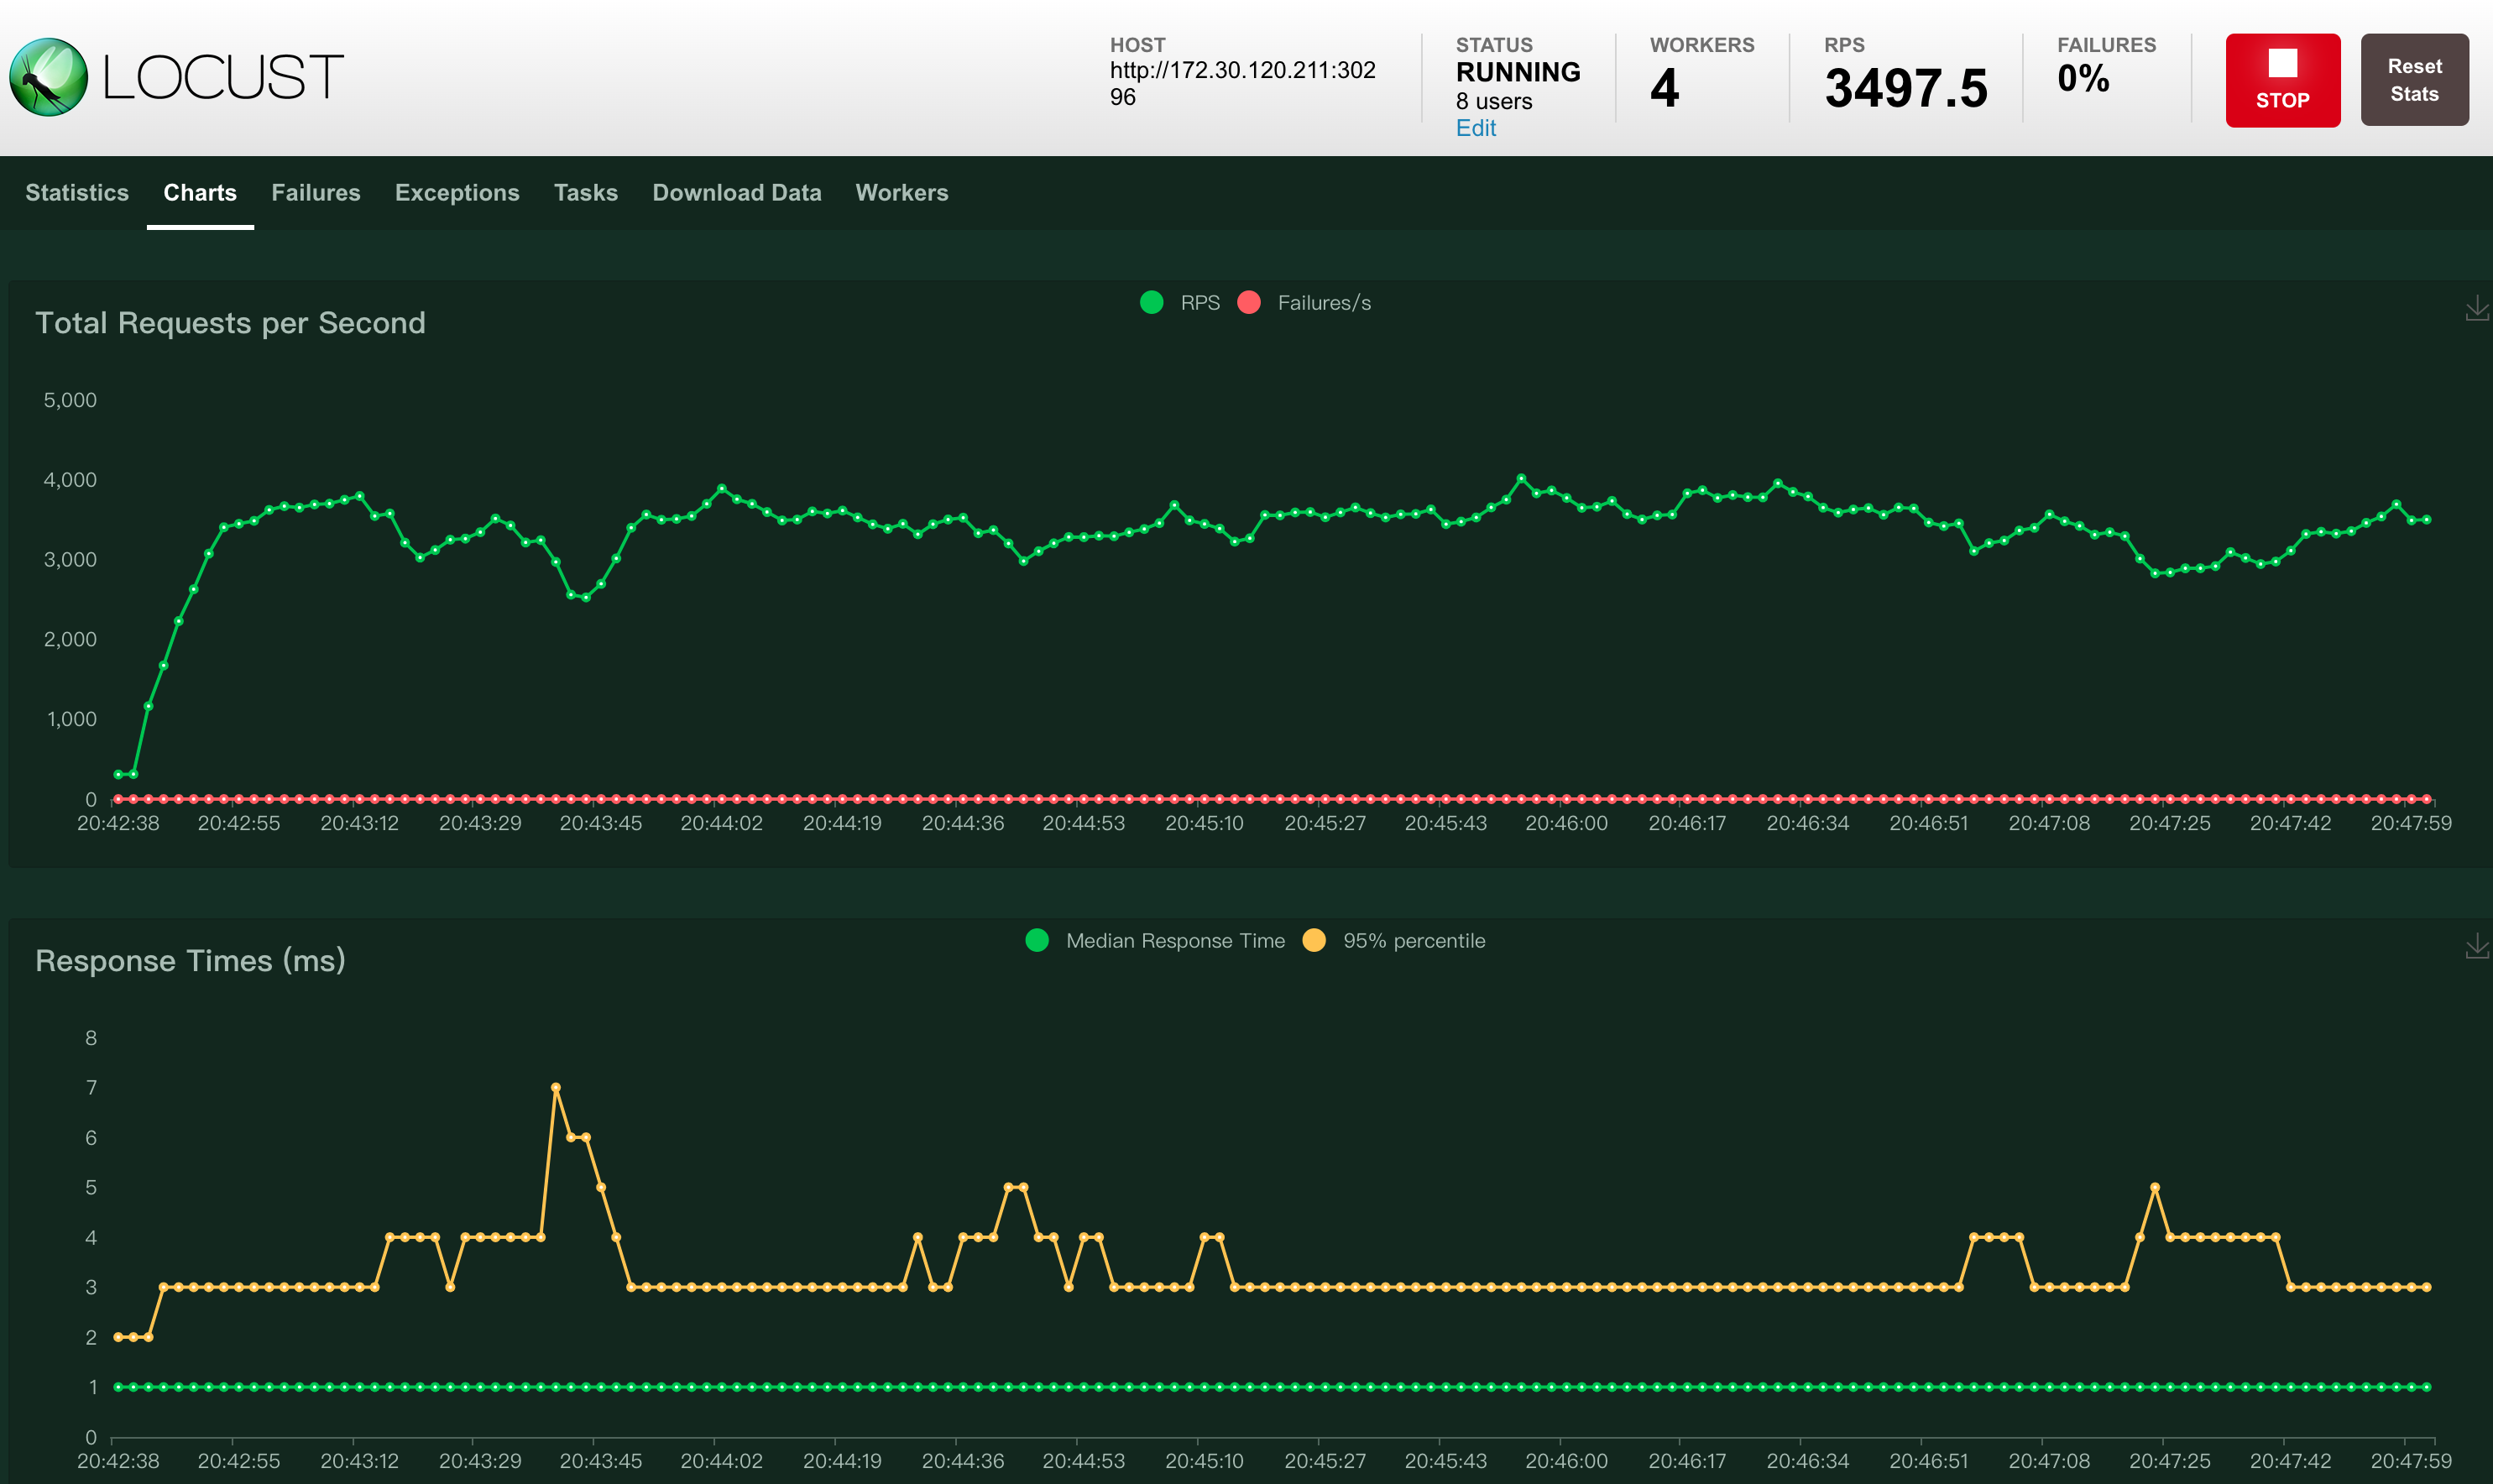 LOCUST
HOST
http://172.30.120.211:302
96
STATUS
RUNNING
8 users
Edit
WORKERS
4
RPS
3497.5
FAILURES
0%
STOP
Reset
Stats
Statistics Charts Failures Exceptions Tasks Download Data Workers
Total Requests per Second
RPS Failures/s
5,000
4,000
3,000
2,000
1,000
0
20:42:38 20:42:55 20:43:12 20:43:29 20:43:45 20:44:02 20:44:19 20:44:36 20:44:53 20:45:10 20:45:27 20:45:43 20:46:00 20:46:17 20:46:34 20:46:51 20:47:08 20:47:25 20:47:42 20:47:59
Response Times (ms)
Median Response Time 95% percentile
8
7
6
5
4
3
2
1
0
20:42:38 20:42:55 20:43:12 20:43:29 20:43:45 20:44:02 20:44:19 20:44:36 20:44:53 20:45:10 20:45:27 20:45:43 20:46:00 20:46:17 20:46:34 20:46:51 20:47:08 20:47:25 20:47:42 20:47:59